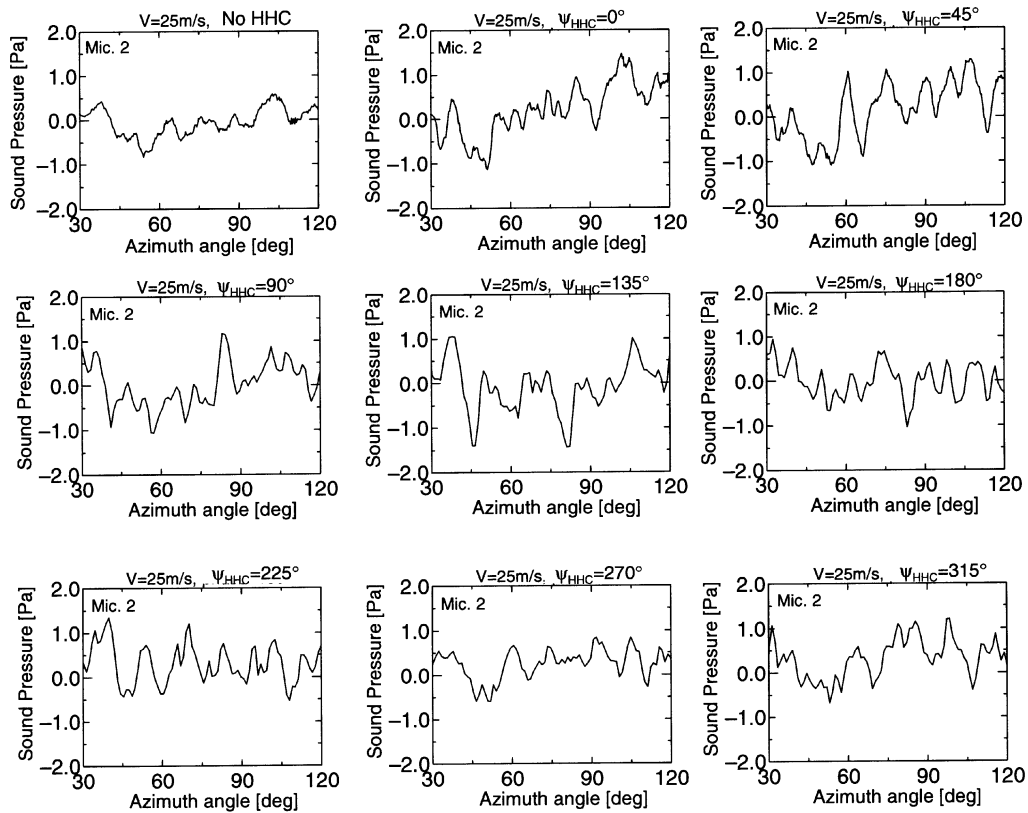 V=25m/s, No HHC
Sound Pressure [Pa]
2.0
1.0
0.0
−1.0
−2.0
Mic. 2
30 60 90 120
Azimuth angle [deg]
V=25m/s, ΨHHC=0°
Sound Pressure [Pa]
2.0
1.0
0.0
−1.0
−2.0
Mic. 2
30 60 90 120
Azimuth angle [deg]
V=25m/s, ΨHHC=45°
Sound Pressure [Pa]
2.0
1.0
0.0
−1.0
−2.0
Mic. 2
30 60 90 120
Azimuth angle [deg]
V=25m/s, ΨHHC=90°
Sound Pressure [Pa]
2.0
1.0
0.0
−1.0
−2.0
Mic. 2
30 60 90 120
Azimuth angle [deg]
V=25m/s, ΨHHC=135°
Sound Pressure [Pa]
2.0
1.0
0.0
−1.0
−2.0
Mic. 2
30 60 90 120
Azimuth angle [deg]
V=25m/s, ΨHHC=180°
Sound Pressure [Pa]
2.0
1.0
0.0
−1.0
−2.0
Mic. 2
30 60 90 120
Azimuth angle [deg]
V=25m/s, ΨHHC=225°
Sound Pressure [Pa]
2.0
1.0
0.0
−1.0
−2.0
Mic. 2
30 60 90 120
Azimuth angle [deg]
V=25m/s, ΨHHC=270°
Sound Pressure [Pa]
2.0
1.0
0.0
−1.0
−2.0
Mic. 2
30 60 90 120
Azimuth angle [deg]
V=25m/s, ΨHHC=315°
Sound Pressure [Pa]
2.0
1.0
0.0
−1.0
−2.0
Mic. 2
30 60 90 120
Azimuth angle [deg]